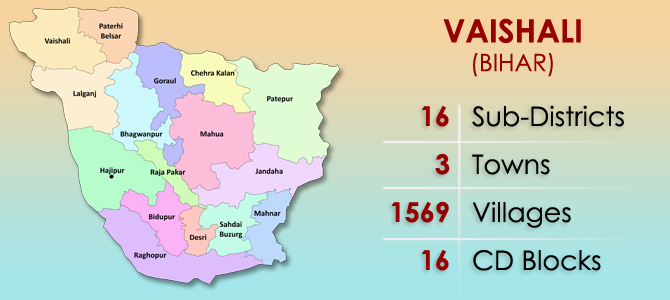 Paterhi
Belsar
Vaishali
Goraul
Chehra Kalan
Lalganj
Patepur
Bhagwanpur
Mahua
Hajipur
Raja Pakar
Jandaha
Bidupur
Mahnar
Sahdai
Buzurg
Desri
Raghopur
VAISHALI
(BIHAR)
16 Sub-Districts
3 Towns
1569 Villages
16 CD Blocks